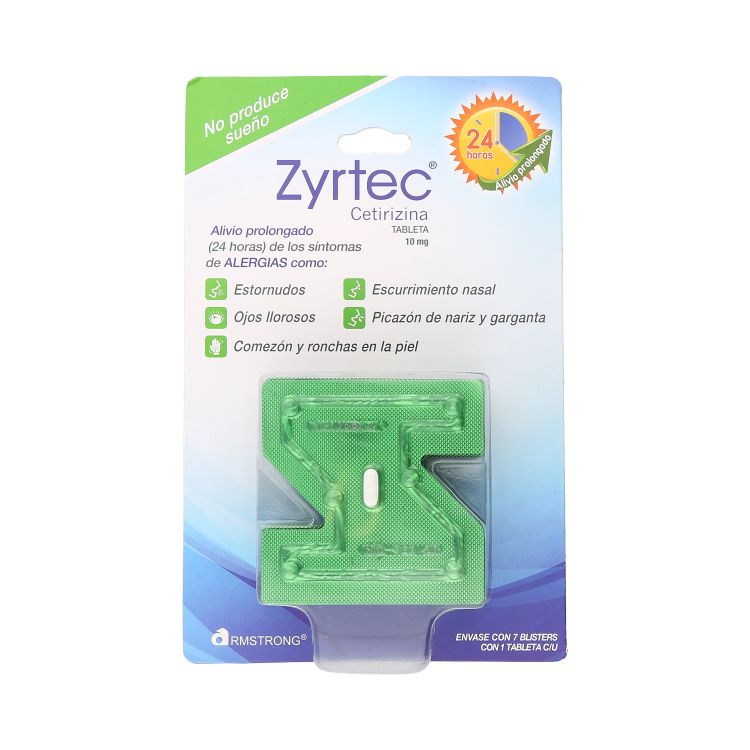 No produce
sueño
24
horas
Alivio prolongado
Zyrtec®
Cetirizina
TABLETA
10 mg
Alivio prolongado
(24 horas) de los síntomas
de ALERGIAS como:
Estornudos
Escurrimiento nasal
Ojos llorosos
Picazón de nariz y garganta
Comezón y ronchas en la piel
ARMSTRONG®
ENVASE CON 7 BLISTERS
CON 1 TABLETA C/U